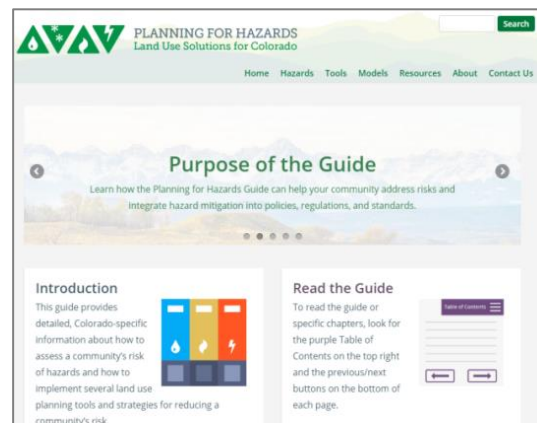 Search
PLANNING FOR HAZARDS
Land Use Solutions for Colorado
Home Hazards Tools Models Resources About Contact Us
Purpose of the Guide
Learn how the Planning for Hazards Guide can help your community address risks and
integrate hazard mitigation into policies, regulations, and standards.
Introduction
This guide provides
detailed, Colorado-specific
information about how to
assess a community's risk
of hazards and how to
implement several land use
planning tools and strategies for reducing a
community's risk
Read the Guide
To read the guide or
specific chapters, look for
the purple Table of
Contents on the top right
and the previous/next
buttons on the bottom of
each page.
Table of Contents